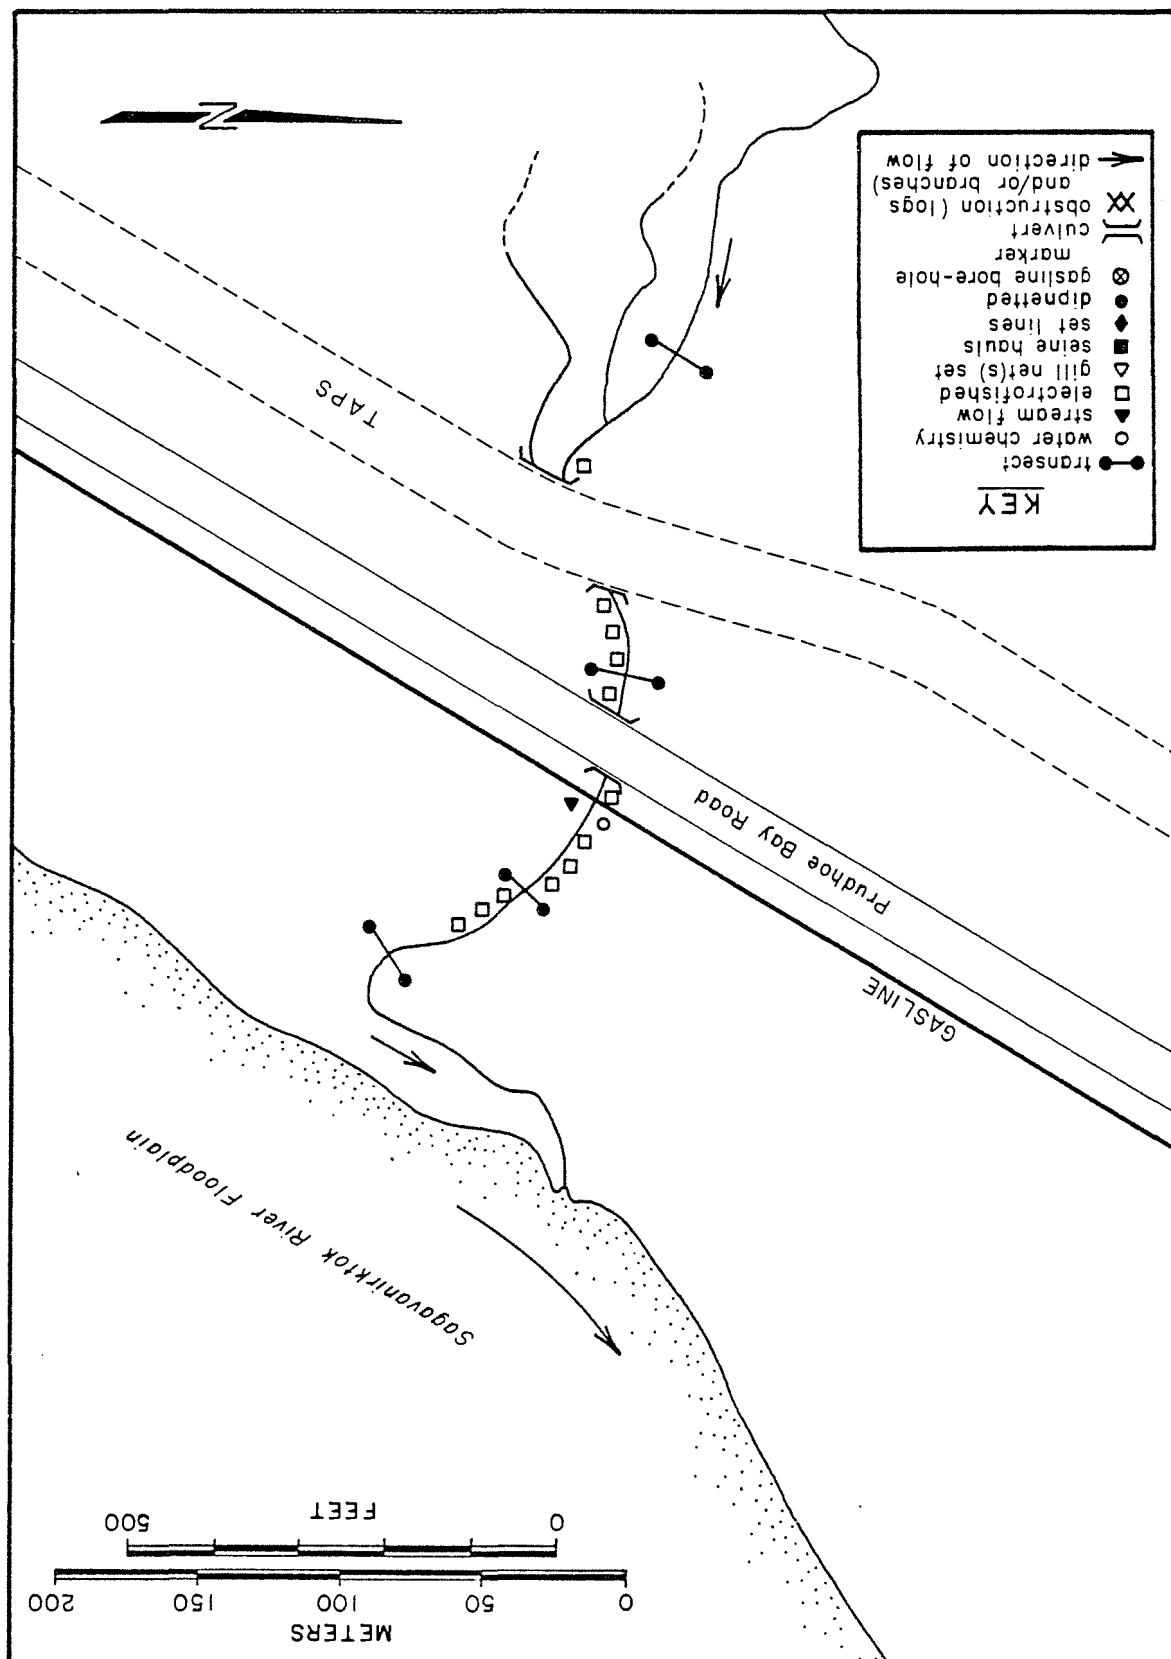 METERS
0 50 100 150 200
0 FEET 500
Sagavanirktok River Floodplain
GASLINE
Prudhoe Bay Road
TAPS
KEY
transect
water chemistry
stream flow
electrofished
gill net(s) set
seine hauls
set lines
dipnetted
gasline bore-hole
marker
culvert
obstruction (logs
and/or branches)
direction of flow
N